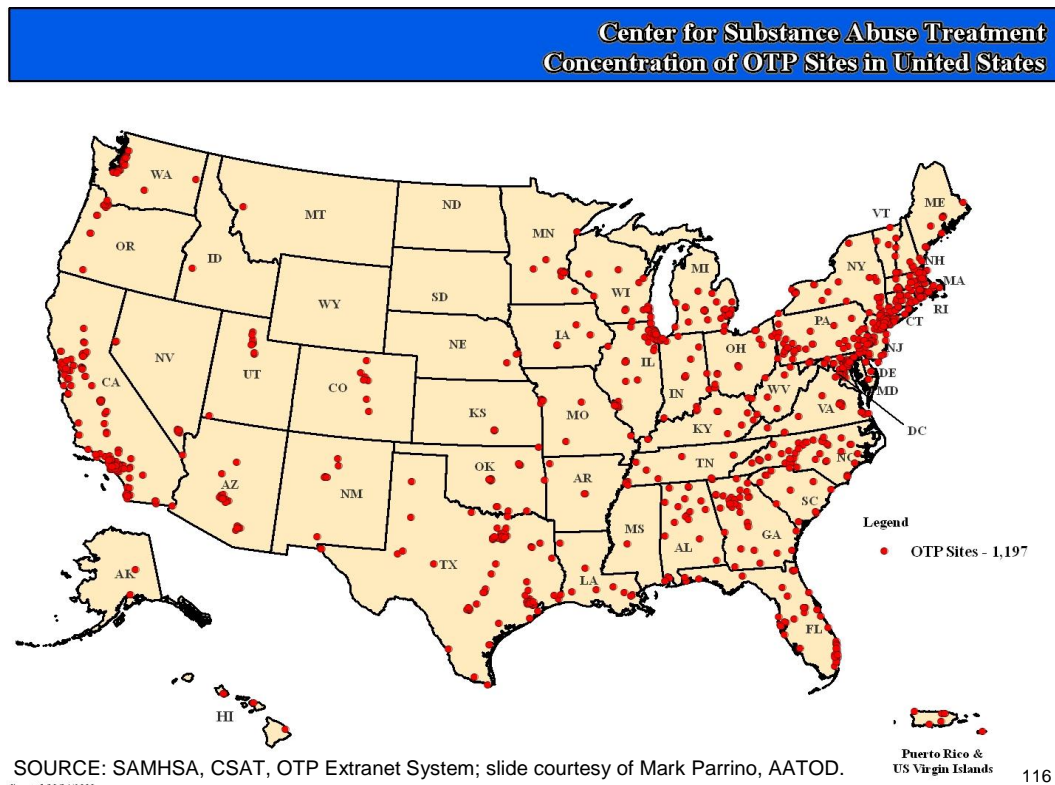 Center for Substance Abuse Treatment
Concentration of OTP Sites in United States
WA
MT
ND
MN
VT
ME
OR
ID
WY
SD
WI
MI
NY
NH
MA
RI
CT
NV
UT
CO
NE
IA
IL
IN
OH
PA
NJ
DE
MD
DC
CA
KS
MO
KY
WV
VA
AZ
NM
OK
AR
TN
NC
SC
TX
LA
MS
AL
GA
FL
AK
HI
Legend
OTP Sites - 1,197
Puerto Rico &
US Virgin Islands
SOURCE: SAMHSA, CSAT, OTP Extranet System; slide courtesy of Mark Parrino, AATOD.
116